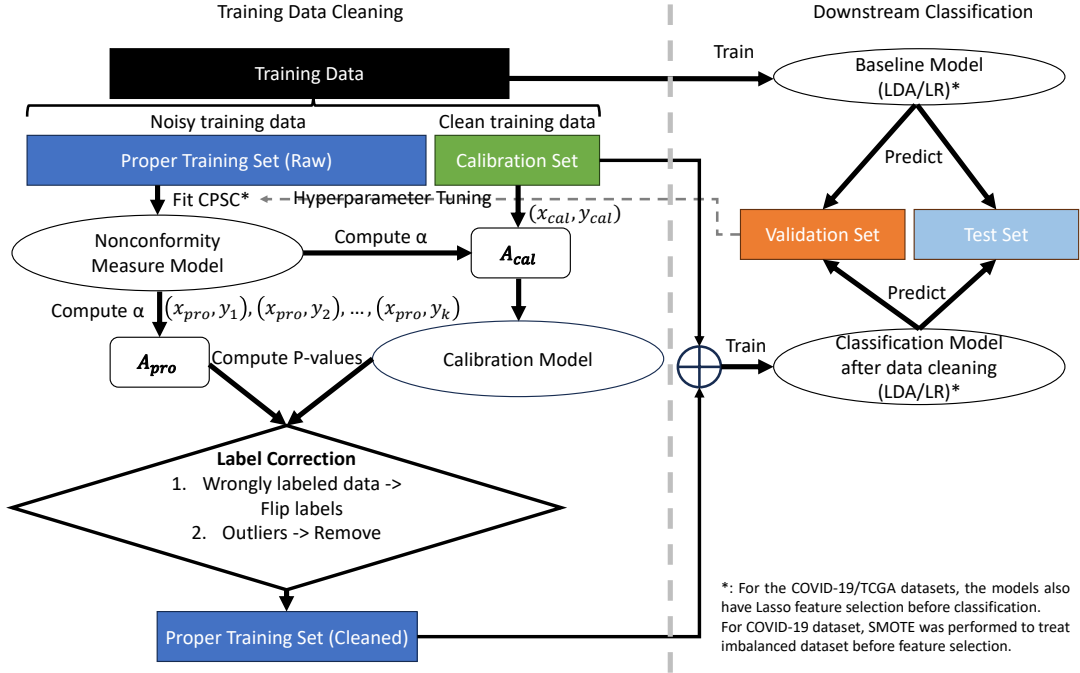 Training Data Cleaning
Downstream Classification
Training Data
Train
Baseline Model
(LDA/LR)*
Noisy training data
Clean training data
Proper Training Set (Raw)
Calibration Set
Predict
Fit CPSC*
Hyperparameter Tuning
(x_cal, y_cal)
Validation Set
Test Set
Nonconformity
Measure Model
Compute α
A_cal
Compute α
(x_pro, y_1), (x_pro, y_2), ..., (x_pro, y_k)
Predict
A_pro
Compute P-values
Calibration Model
Train
Classification Model
after data cleaning
(LDA/LR)*
Label Correction
1. Wrongly labeled data ->
Flip labels
2. Outliers -> Remove
Proper Training Set (Cleaned)
*: For the COVID-19/TCGA datasets, the models also
have Lasso feature selection before classification.
For COVID-19 dataset, SMOTE was performed to treat
imbalanced dataset before feature selection.